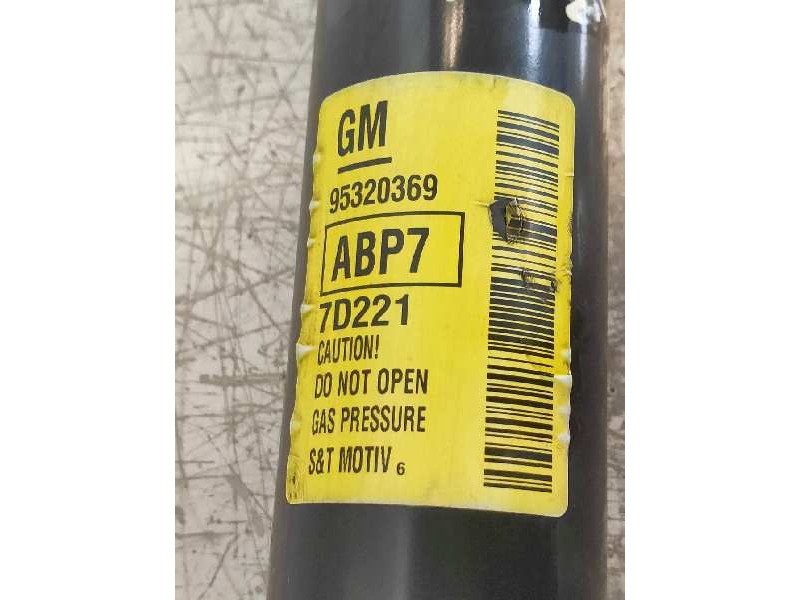 GM
95320369
ABP7
7D221
CAUTION!
DO NOT OPEN
GAS PRESSURE
S&T MOTIV 6